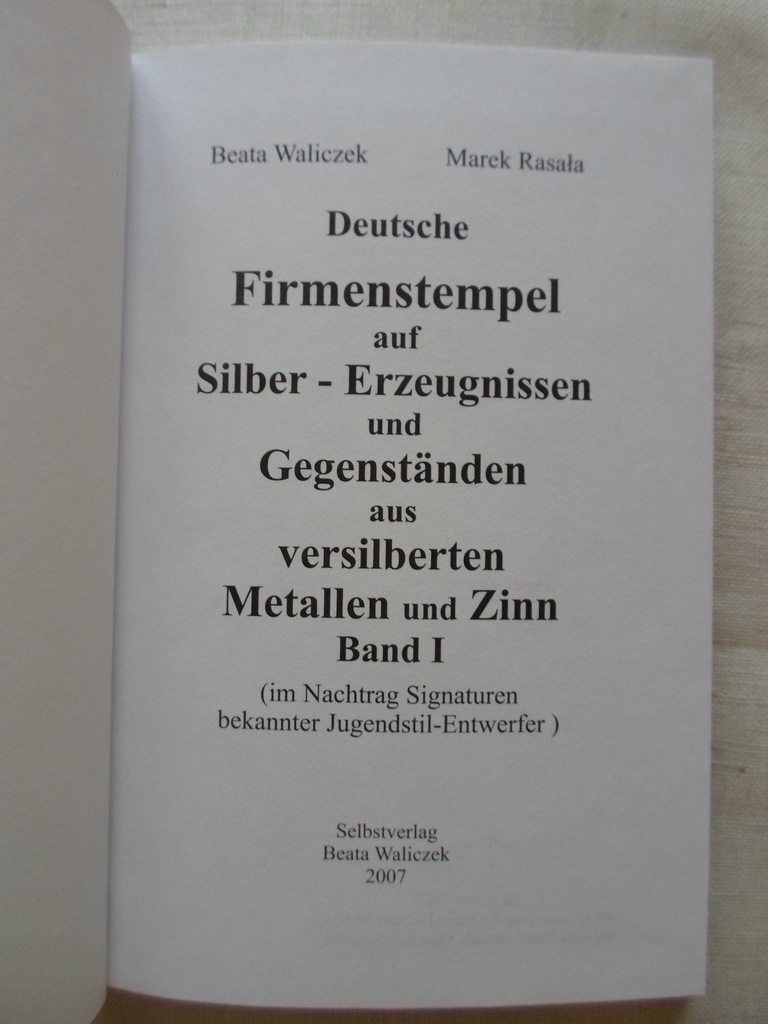 Beata Waliczek Marek Rasała
Deutsche
Firmenstempel
auf
Silber - Erzeugnissen
und
Gegenständen
aus
versilberten
Metallen und Zinn
Band I
(im Nachtrag Signaturen
bekannter Jugendstil-Entwerfer )
Selbstverlag
Beata Waliczek
2007